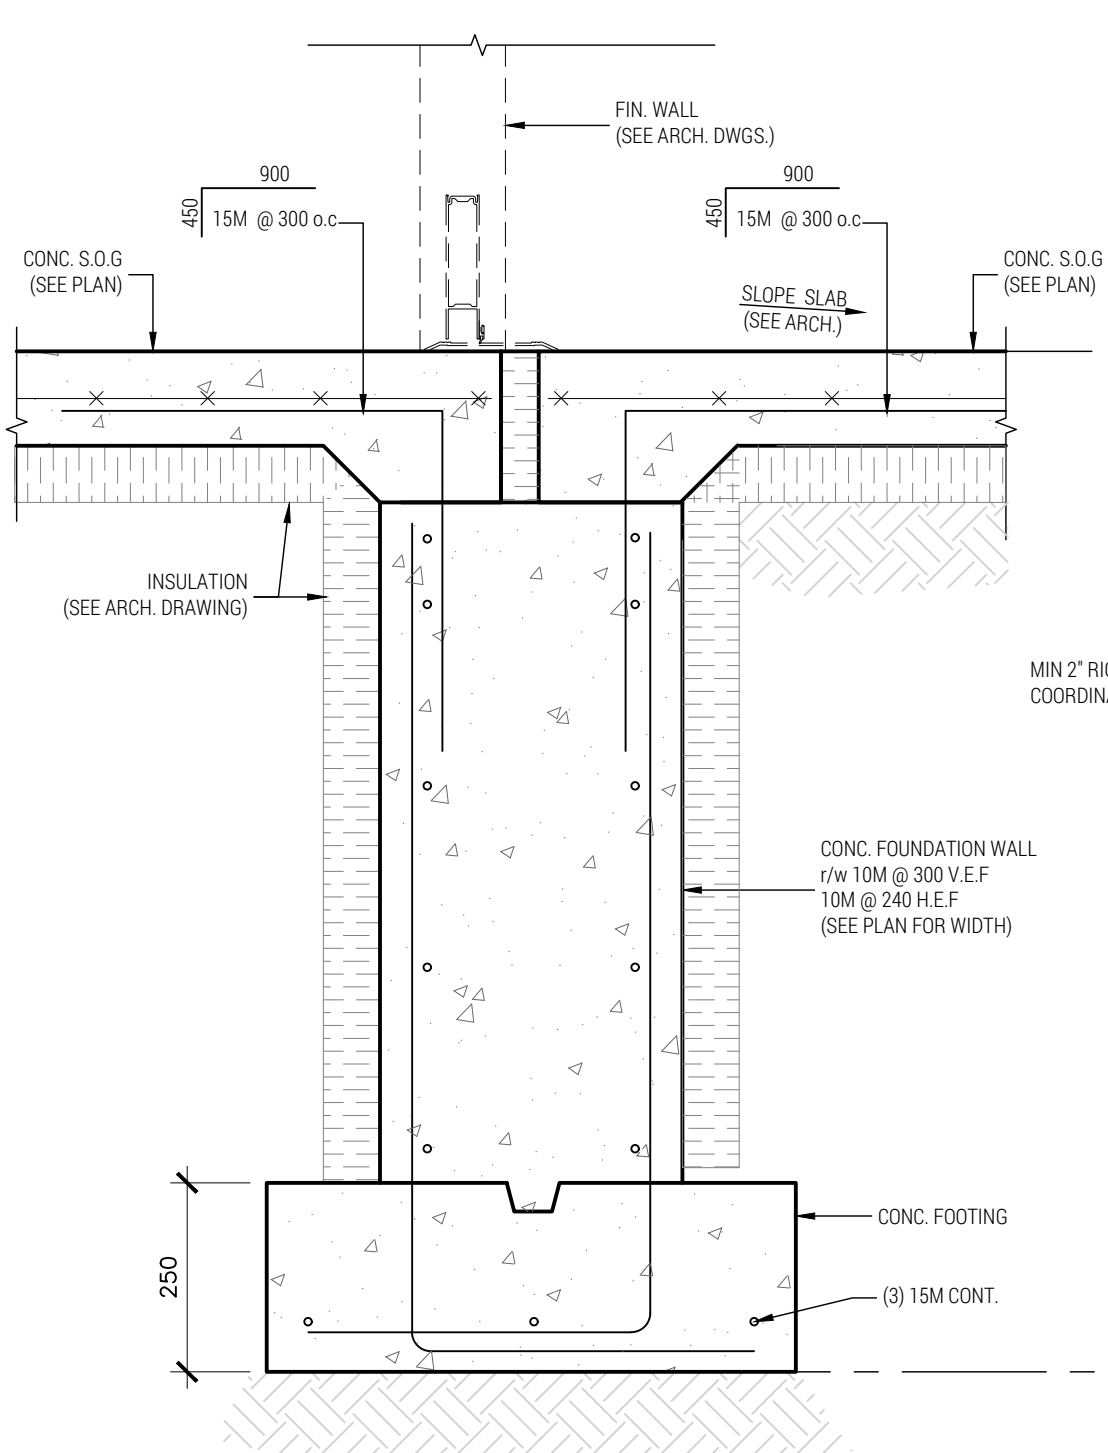 FIN. WALL
(SEE ARCH. DWGS.)
900
450
15M @ 300 o.c
900
450
15M @ 300 o.c
CONC. S.O.G
(SEE PLAN)
CONC. S.O.G
(SEE PLAN)
SLOPE SLAB
(SEE ARCH.)
INSULATION
(SEE ARCH. DRAWING)
MIN 2"
CONC. FOUNDATION WALL
r/w 10M @ 300 V.E.F
10M @ 240 H.E.F
(SEE PLAN FOR WIDTH)
250
CONC. FOOTING
(3) 15M CONT.